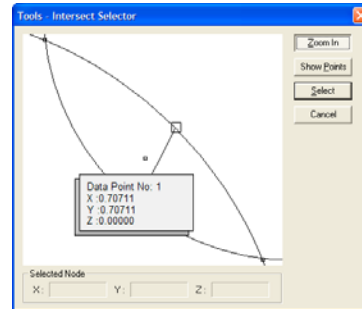 Tools - Intersect Selector
Zoom In
Show Points
Select
Cancel
Data Point No: 1
X :0.70711
Y :0.70711
Z :0.00000
Selected Node
X: Y: Z: